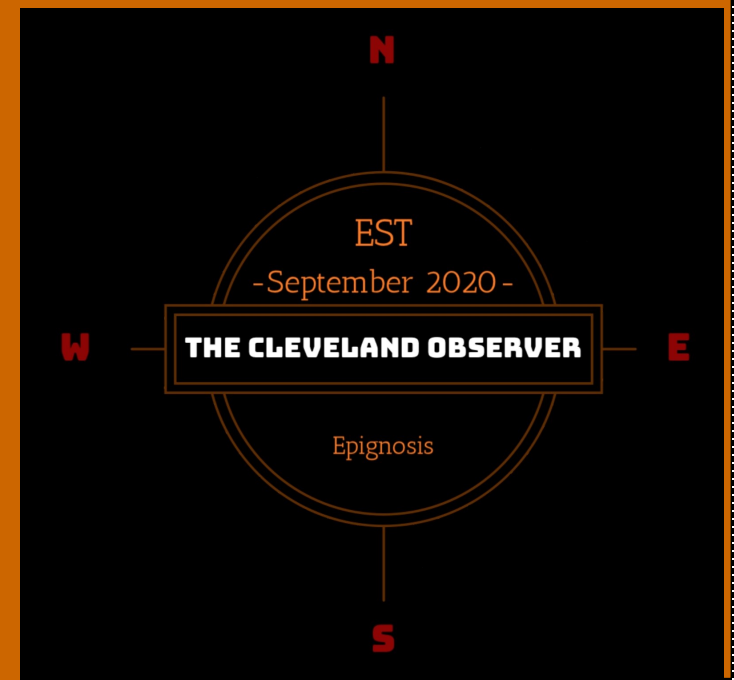 N
EST
-September 2020-
W THE CLEVELAND OBSERVER E
Epignosis
S